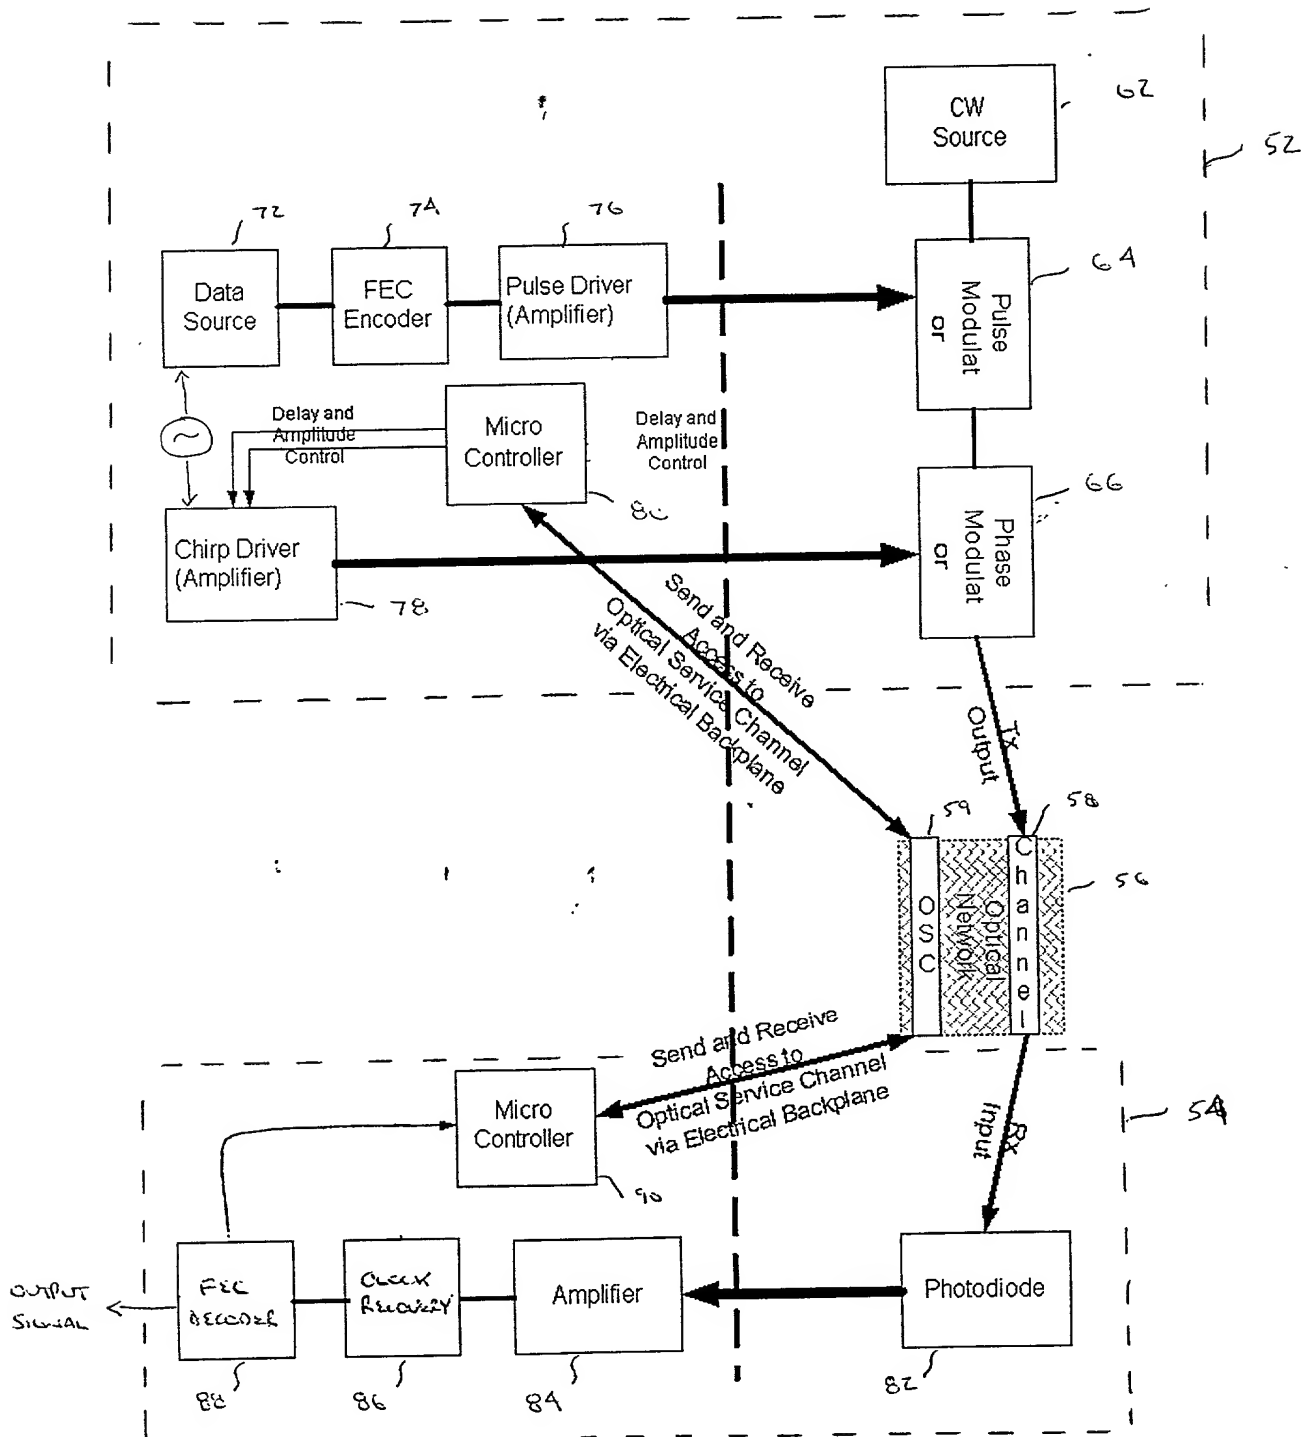 CW
Source
62
52
72
74
76
Data
Source
FEC
Encoder
Pulse Driver
(Amplifier)
Pulse
Modulat
or
64
Delay and
Amplitude
Control
Micro
Controller
80
Delay and
Amplitude
Control
Chirp Driver
(Amplifier)
78
Phase
Modulat
or
66
Send and Receive
Access to
Optical Service Channel
via Electrical Backplane
Tx
Output
59
58
OSC
Optical
Network
Channel
56
Send and Receive
Access to
Optical Service Channel
via Electrical Backplane
Rx
Input
54
Micro
Controller
90
OUTPUT
SIGNAL
FEC
DECODER
CLOCK
RECOVERY
Amplifier
Photodiode
88
86
84
82